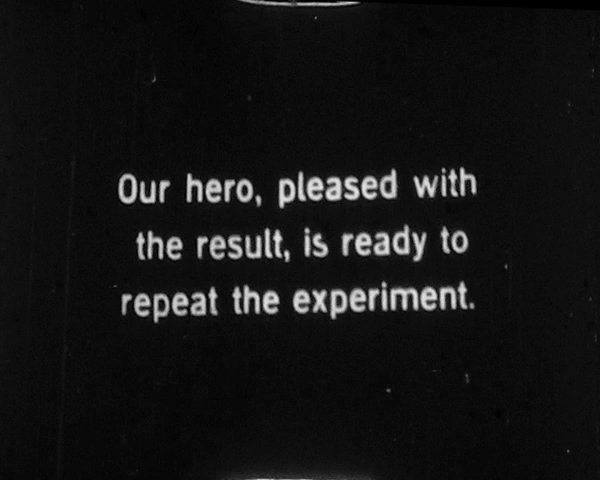 Our hero, pleased with
the result, is ready to
repeat the experiment.